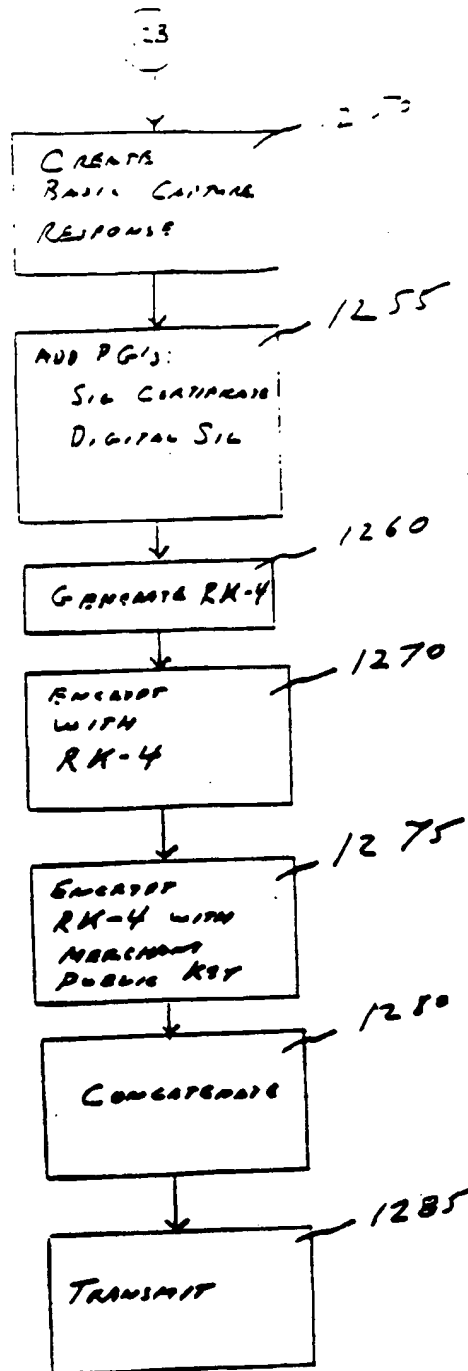 CREATE
BASIC CAPTURE
RESPONSE
1255
ADD PG'S:
SIG CERTIFICATE
DIGITAL SIG
1260
GENERATE RK-4
1270
ENCRYPT
WITH
RK-4
1275
ENCRYPT
RK-4 WITH
MERCHANT
PUBLIC KEY
1280
CONCATENATE
1285
TRANSMIT